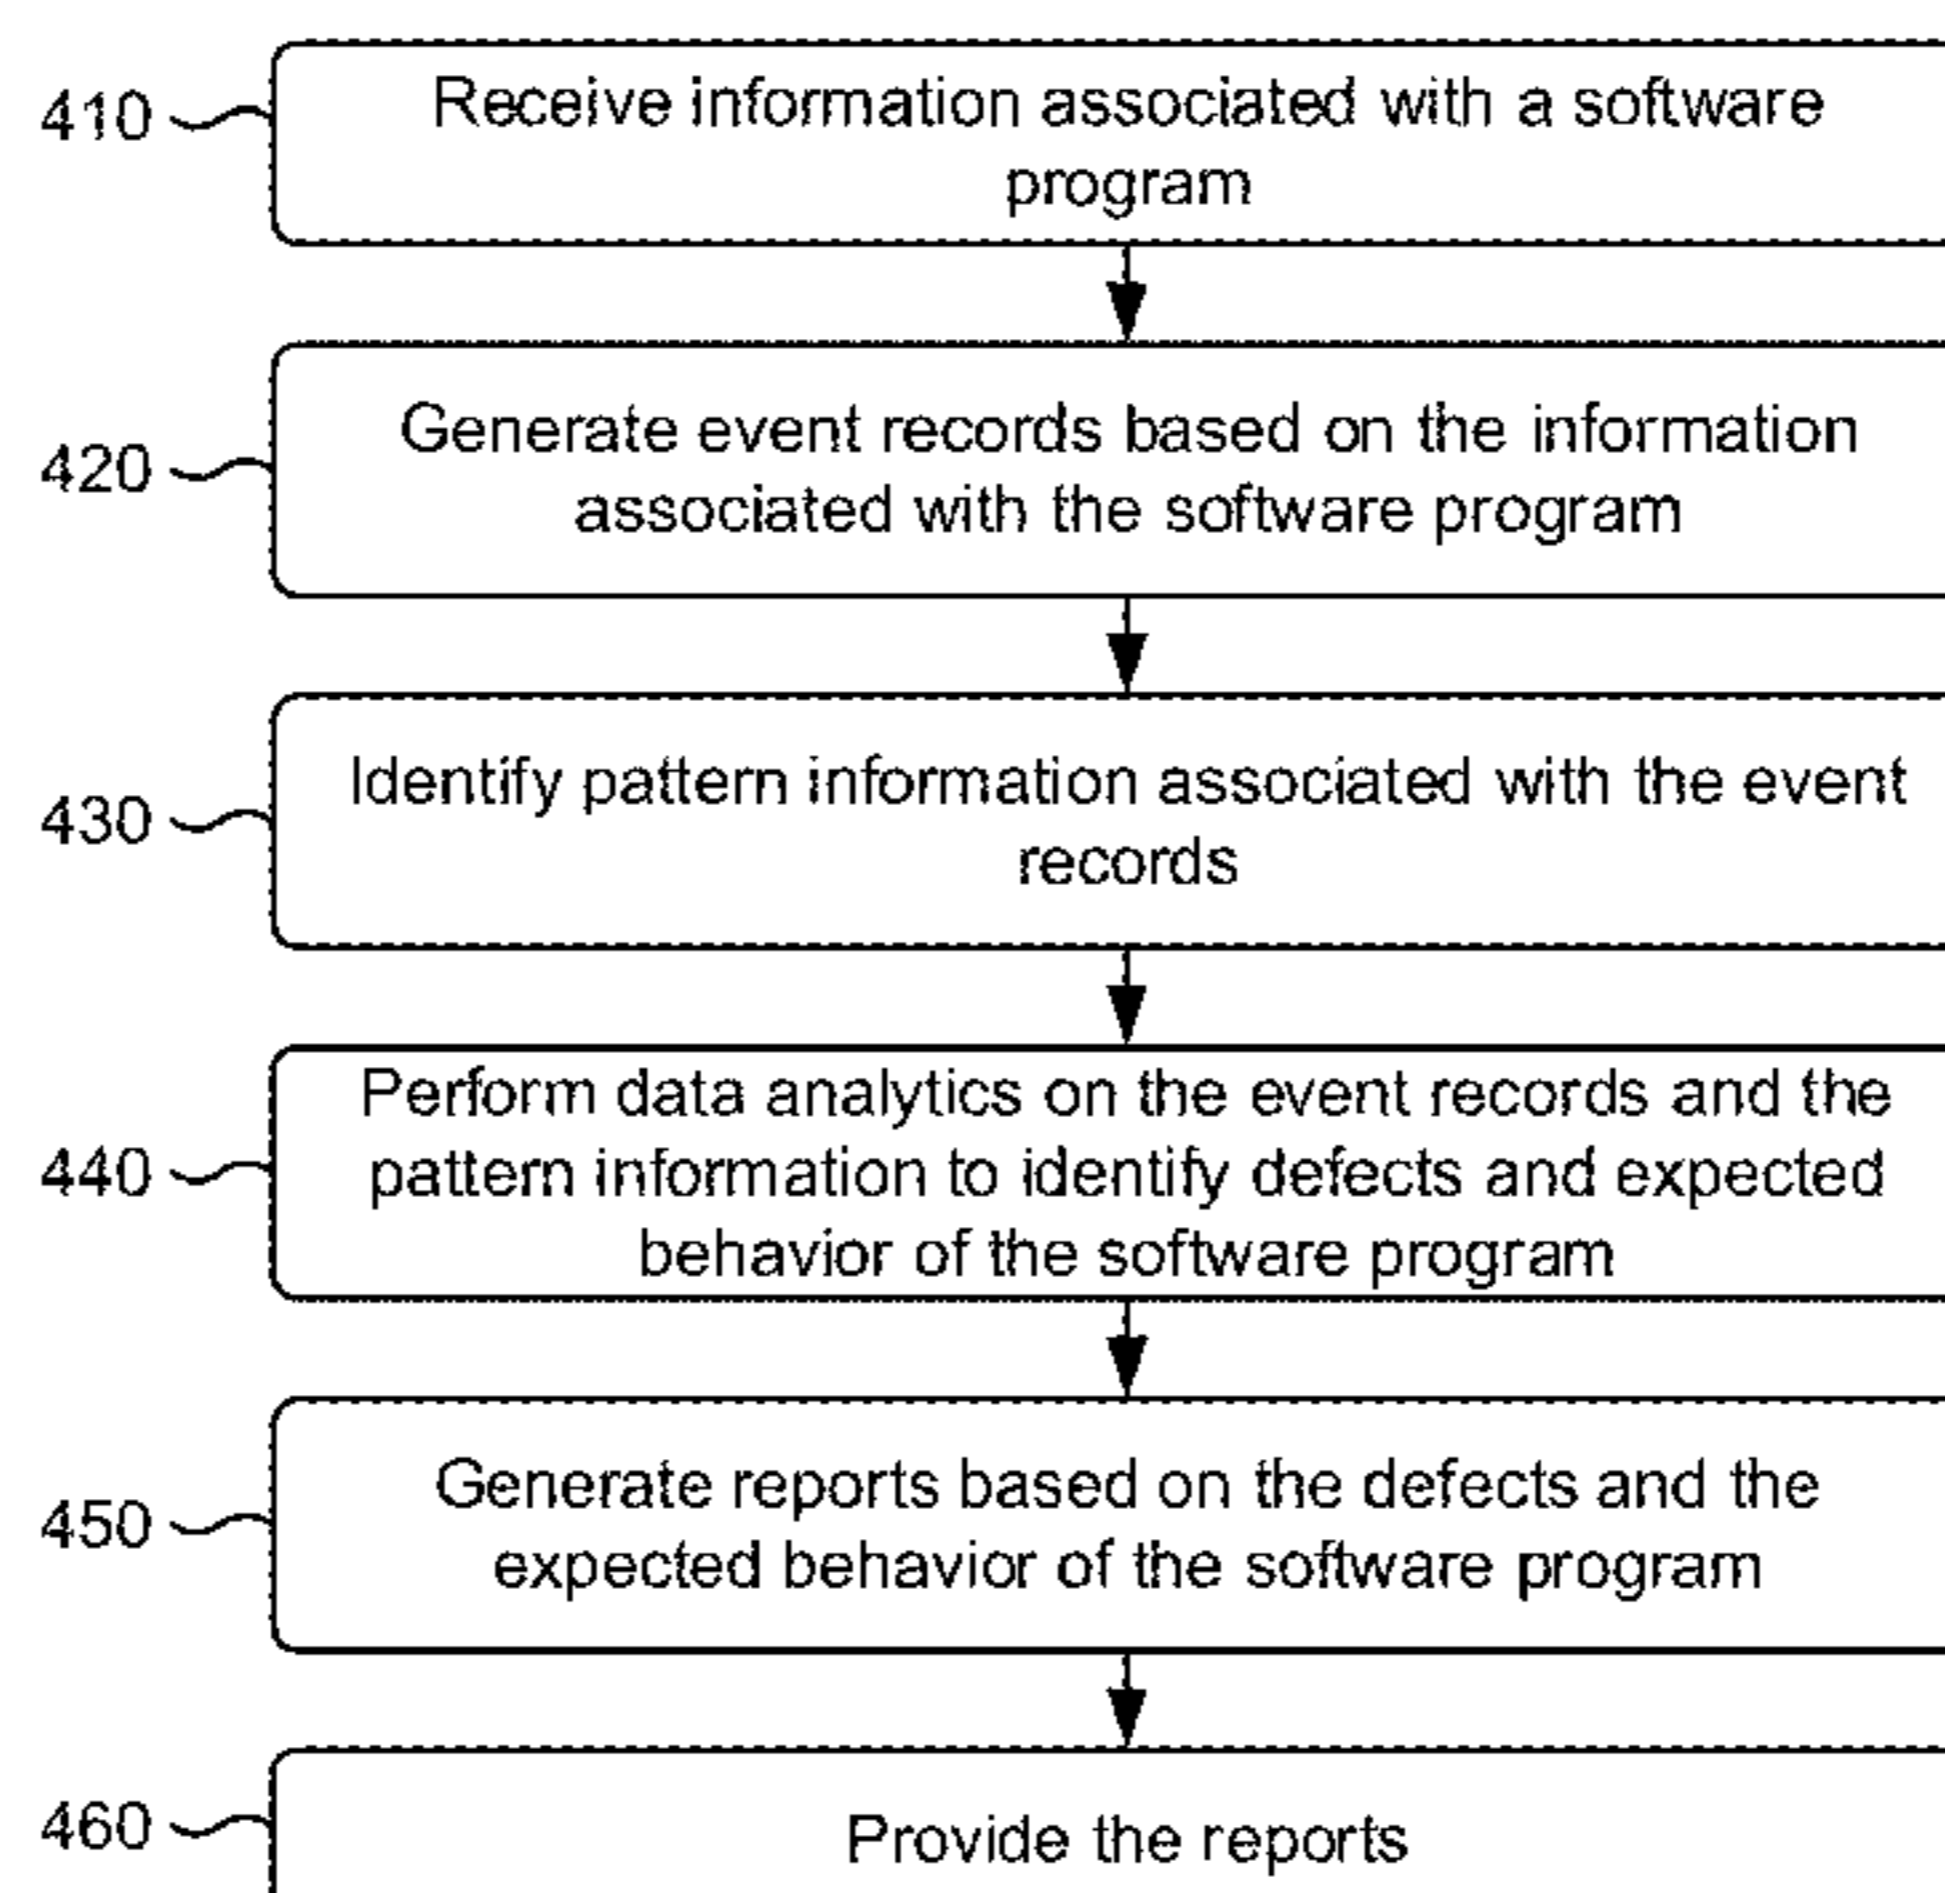 410
Receive information associated with a software
program
420
Generate event records based on the information
associated with the software program
430
Identify pattern information associated with the event
records
440
Perform data analytics on the event records and the
pattern information to identify defects and expected
behavior of the software program
450
Generate reports based on the defects and the
expected behavior of the software program
460
Provide the reports